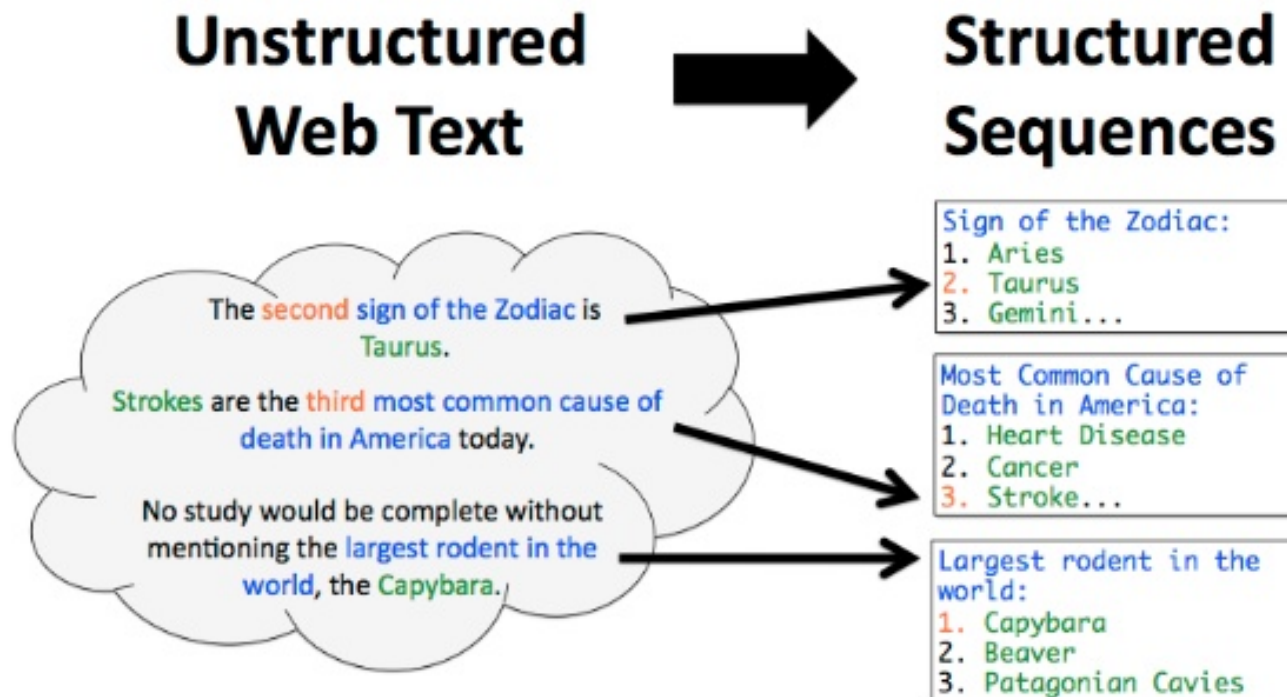 Unstructured
Web Text
Structured
Sequences
The second sign of the Zodiac is
Taurus.
Strokes are the third most common cause of
death in America today.
No study would be complete without
mentioning the largest rodent in the
world, the Capybara.
Sign of the Zodiac:
1. Aries
2. Taurus
3. Gemini...
Most Common Cause of
Death in America:
1. Heart Disease
2. Cancer
3. Stroke...
Largest rodent in the
world:
1. Capybara
2. Beaver
3. Patagonian Cavies